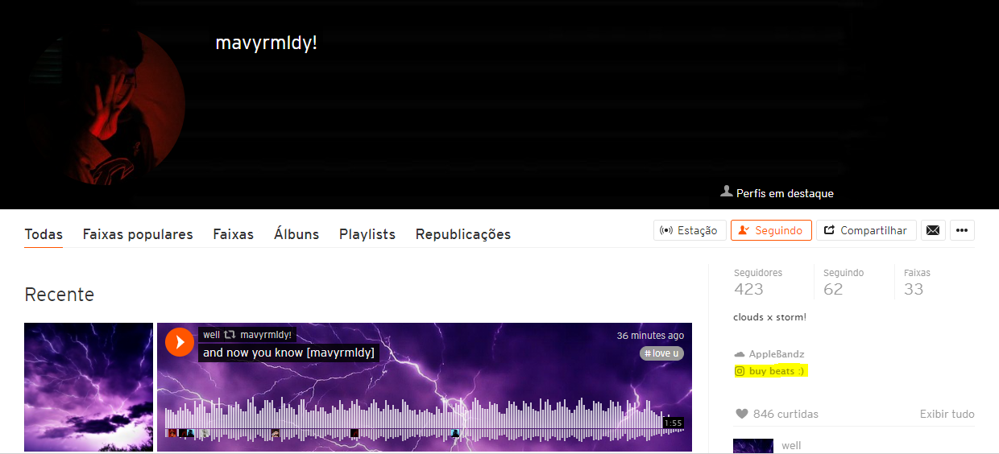 mavyrmldy!
Perfis em destaque
Todas Faixas populares Faixas Álbuns Playlists Republicações
Estação Seguindo Compartilhar
Seguidores Seguindo Faixas
423 62 33
clouds x storm!
AppleBandz
buy beats :)
846 curtidas Exibir tudo
well
Recente
well mavyrmldy!
and now you know [mavyrmldy]
36 minutes ago
# love u
1:55